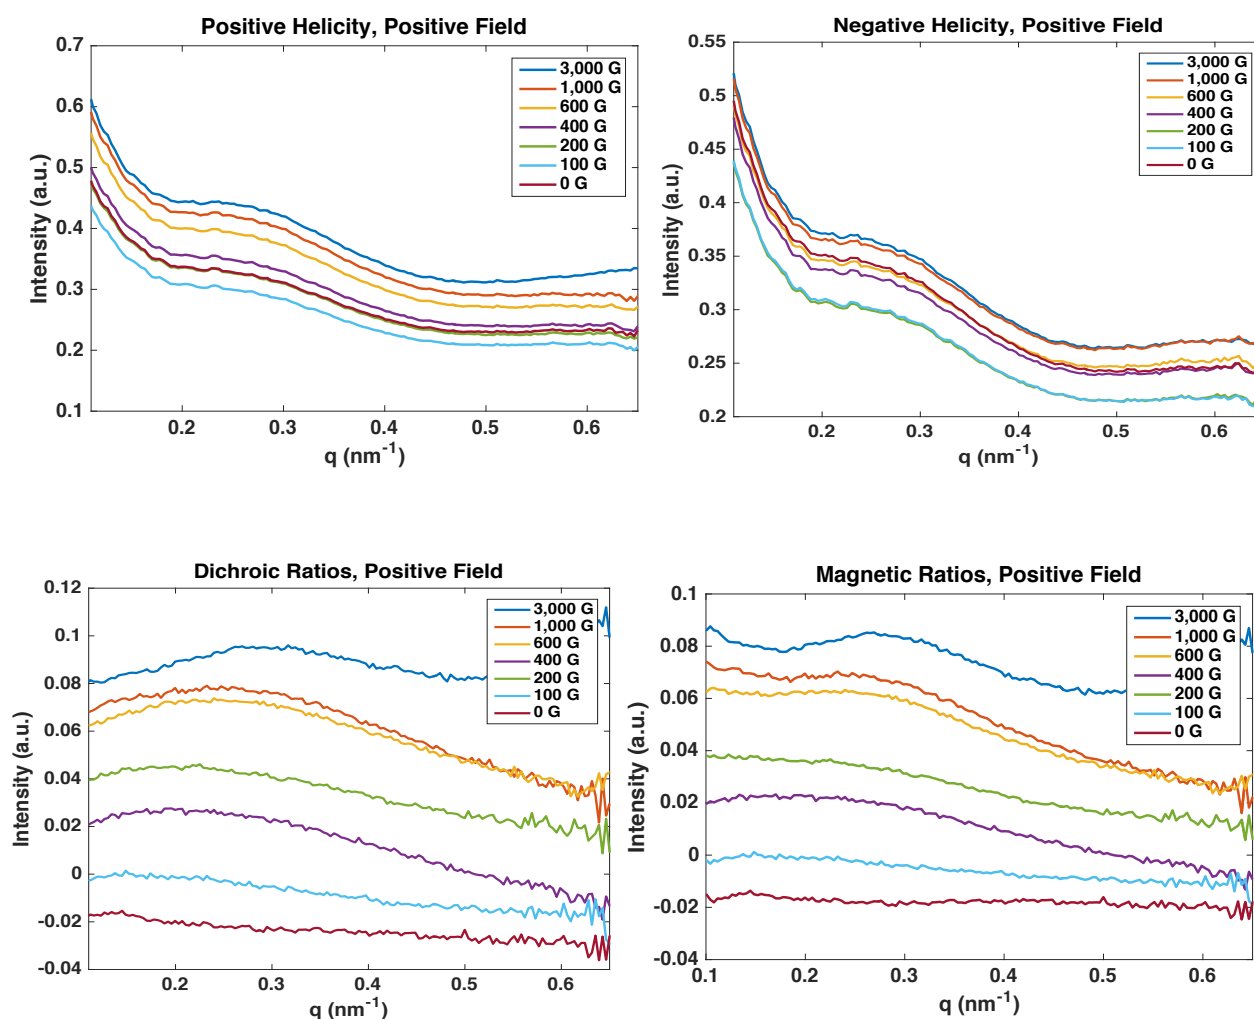 Positive Helicity, Positive Field
0.7
0.6
0.5
0.4
0.3
0.2
0.1
Intensity (a.u.)
3,000 G
1,000 G
600 G
400 G
200 G
100 G
0 G
0.2 0.3 0.4 0.5 0.6
q (nm-1)
Negative Helicity, Positive Field
0.55
0.5
0.45
0.4
0.35
0.3
0.25
0.2
Intensity (a.u.)
3,000 G
1,000 G
600 G
400 G
200 G
100 G
0 G
0.2 0.3 0.4 0.5 0.6
q (nm-1)
Dichroic Ratios, Positive Field
0.12
0.1
0.08
0.06
0.04
0.02
0
-0.02
-0.04
Intensity (a.u.)
3,000 G
1,000 G
600 G
400 G
200 G
100 G
0 G
0.2 0.3 0.4 0.5 0.6
q (nm-1)
Magnetic Ratios, Positive Field
0.1
0.08
0.06
0.04
0.02
0
-0.02
-0.04
Intensity (a.u.)
3,000 G
1,000 G
600 G
400 G
200 G
100 G
0 G
0.1 0.2 0.3 0.4 0.5 0.6
q (nm-1)